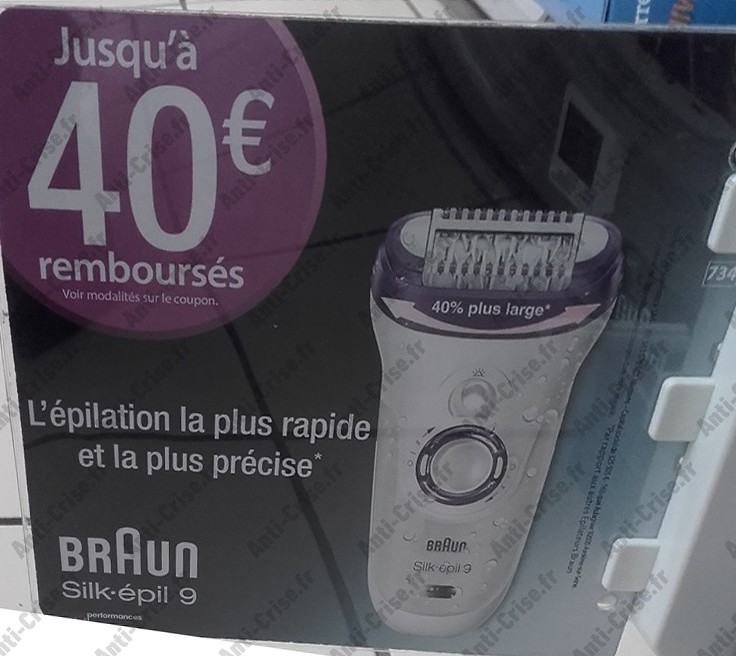 Jusqu'à
40€
remboursés
Voir modalités sur le coupon.
40% plus large*
L'épilation la plus rapide
et la plus précise*
BRAUN
Silk·épil 9
performances
BRAUN
Silk·épil 9
734
Anti-Crise.fr